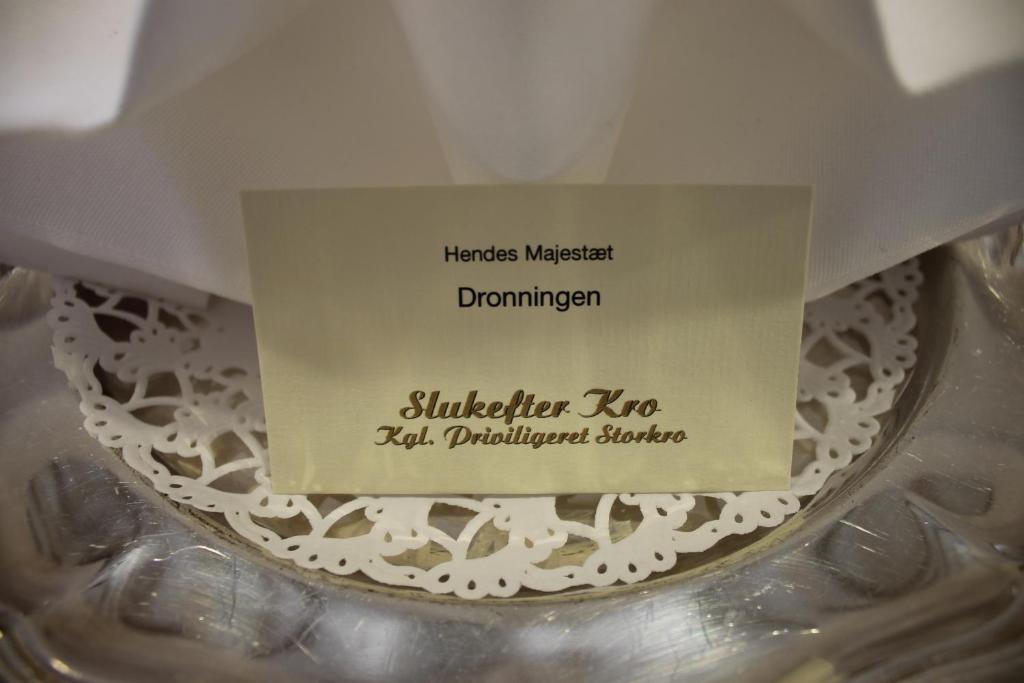 Hendes Majestæt
Dronningen
Slukefter Kro
Kgl. Priviligeret Storkro